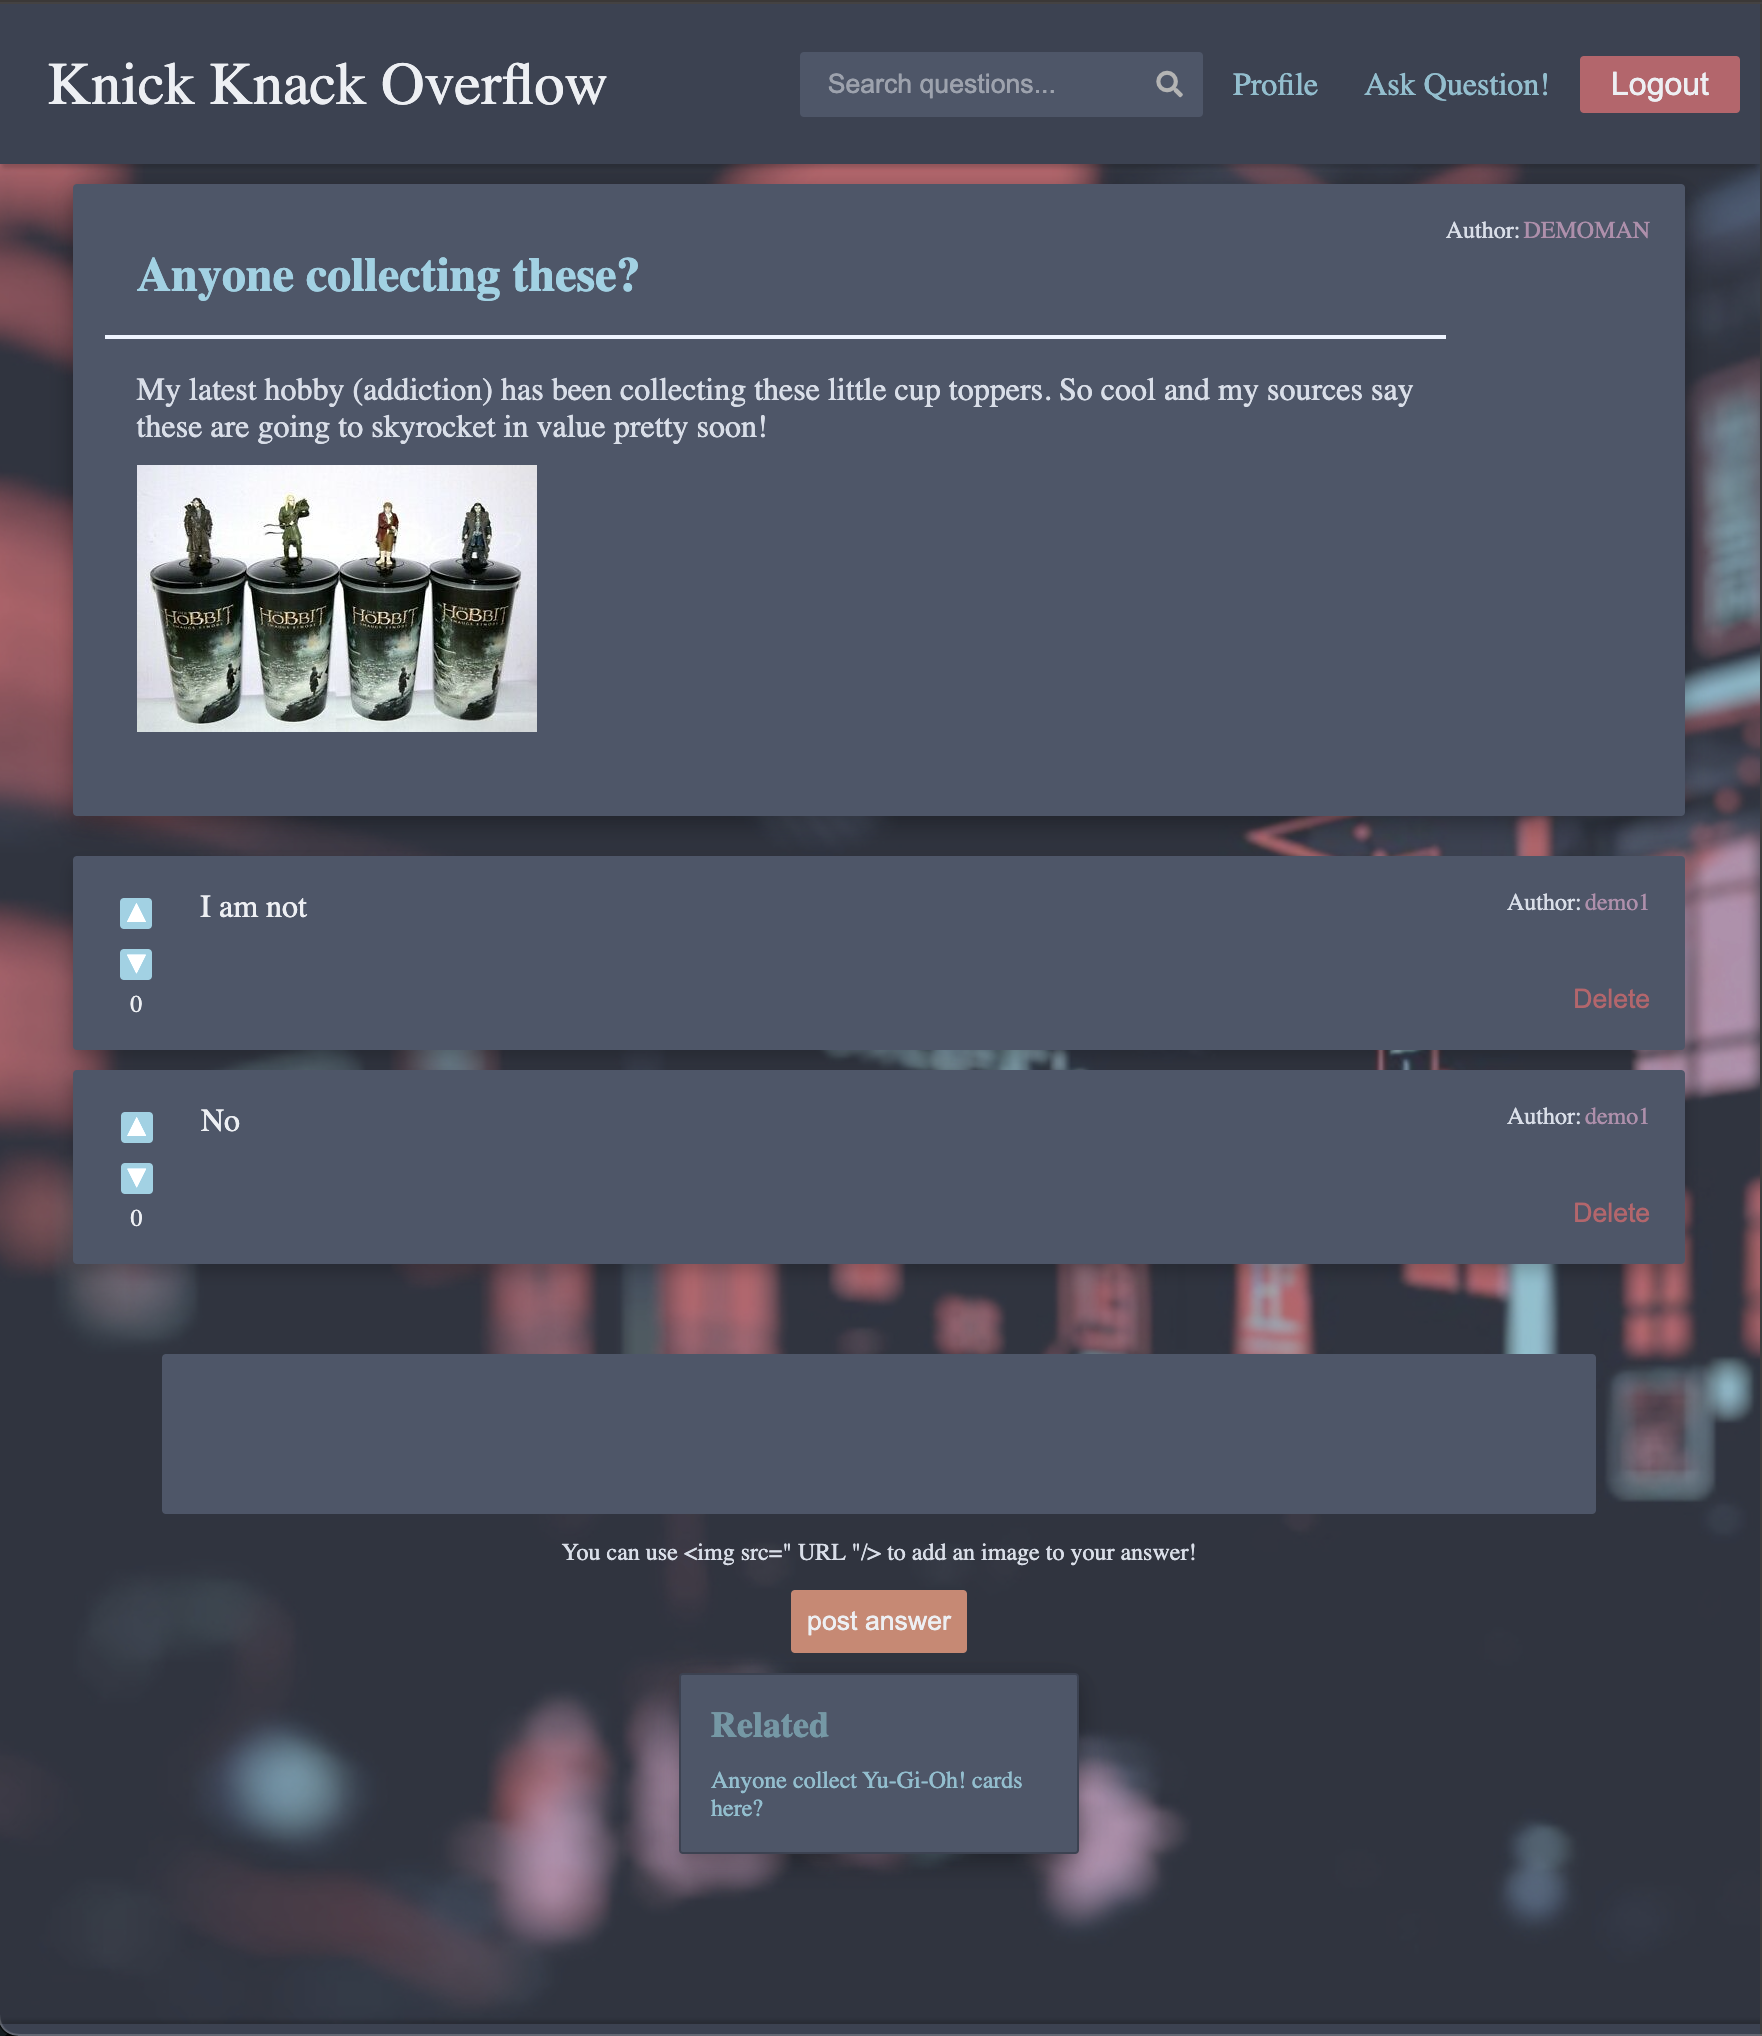 Knick Knack Overflow
Search questions...
Profile
Ask Question!
Logout
Author: DEMOMAN
Anyone collecting these?
My latest hobby (addiction) has been collecting these little cup toppers. So cool and my sources say
these are going to skyrocket in value pretty soon!
HOBBIT HOBBIT HOBBIT HOBBIT
I am not
Author: demo1
0
Delete
No
Author: demo1
0
Delete
You can use <img src=" URL "/> to add an image to your answer!
post answer
Related
Anyone collect Yu-Gi-Oh! cards
here?